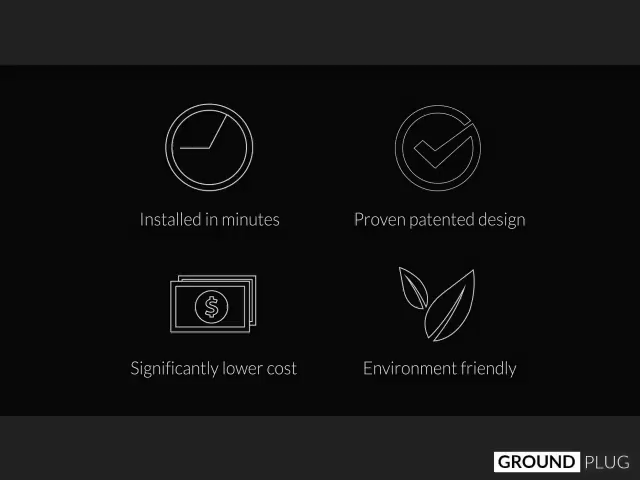 Installed in minutes
Proven patented design
$
Significantly lower cost
Environment friendly
GROUND PLUG